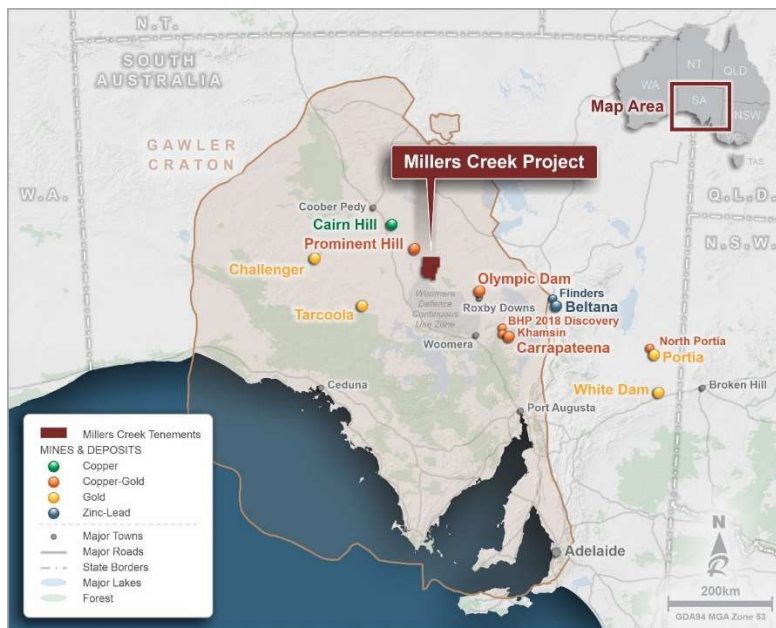 N.T.
SOUTH
AUSTRALIA
GAWLER
CRATON
W.A.
Q.L.D.
N.S.W.
Map Area
WA
NT
QLD
SA
NSW
TAS
Millers Creek Project
Coober Pedy
Cairn Hill
Prominent Hill
Challenger
Tarcoola
Woomera
Defence
Continuous
Use Zone
Olympic Dam
Roxby Downs
Flinders
Beltana
BHP 2018 Discovery
Khamsin
Carrapateena
Woomera
North Portia
Portia
White Dam
Broken Hill
Ceduna
Port Augusta
Adelaide
Millers Creek Tenements
MINES & DEPOSITS
Copper
Copper-Gold
Gold
Zinc-Lead
Major Towns
Major Roads
State Borders
Major Lakes
Forest
N
200km
GDA94 MGA Zone 53